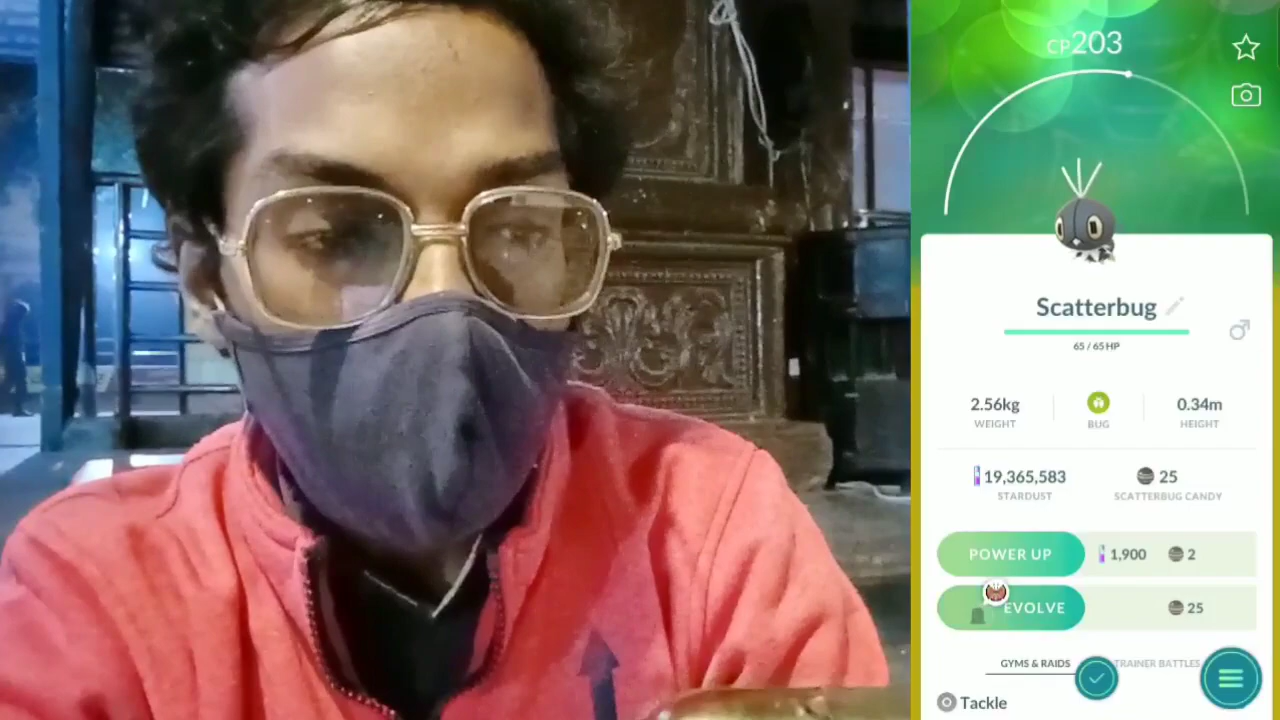 CP203
Scatterbug
65 / 65 HP
2.56kg
WEIGHT
BUG
0.34m
HEIGHT
19,365,583
STARDUST
25
SCATTERBUG CANDY
POWER UP 1,900 2
EVOLVE 25
GYMS & RAIDS TRAINER BATTLES
Tackle